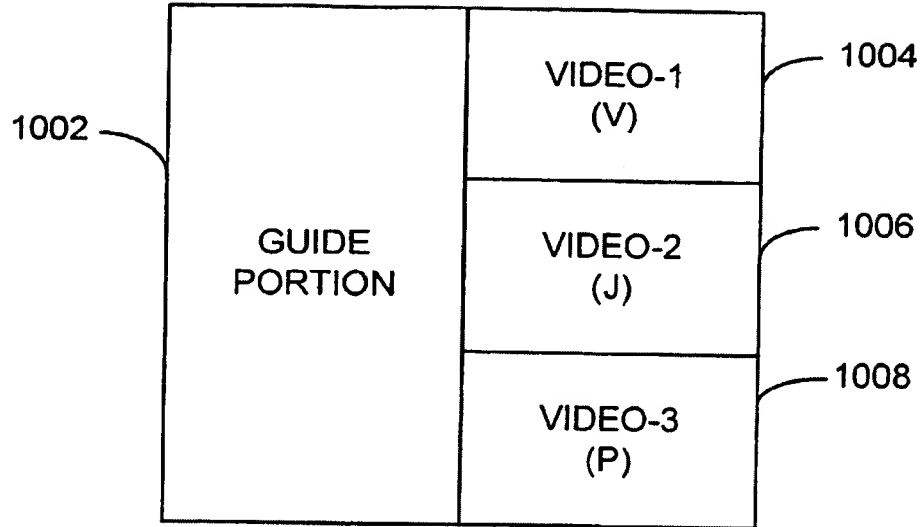 1002
GUIDE
PORTION
VIDEO-1
(V)
1004
VIDEO-2
(J)
1006
VIDEO-3
(P)
1008